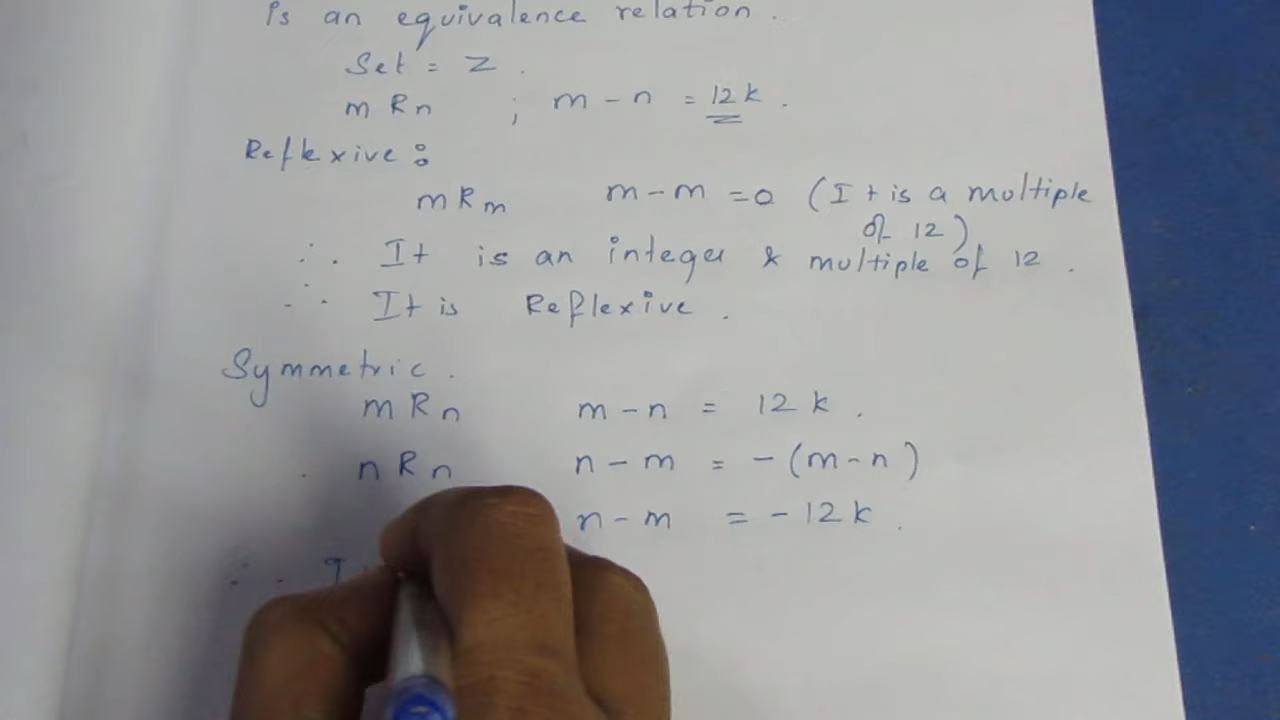 is an equivalence relation.
Set = Z.
m R n ; m - n = 12k.
Reflexive:
m R m m - m = 0 (It is a multiple
of 12)
∴ It is an integer & multiple of 12.
∴ It is Reflexive.
Symmetric.
m R n m - n = 12k.
n R n n - m = -(m-n)
n - m = -12k.
∴